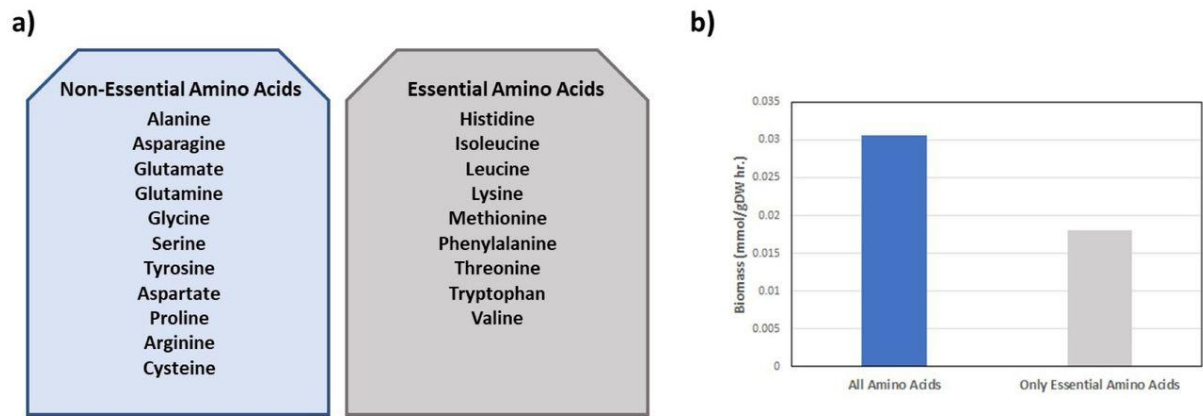 a)
Non-Essential Amino Acids
Alanine
Asparagine
Glutamate
Glutamine
Glycine
Serine
Tyrosine
Aspartate
Proline
Arginine
Cysteine
Essential Amino Acids
Histidine
Isoleucine
Leucine
Lysine
Methionine
Phenylalanine
Threonine
Tryptophan
Valine
b)
Biomass (mmol/gDW hr.)
0.035
0.03
0.025
0.02
0.015
0.01
0.005
0
All Amino Acids
Only Essential Amino Acids